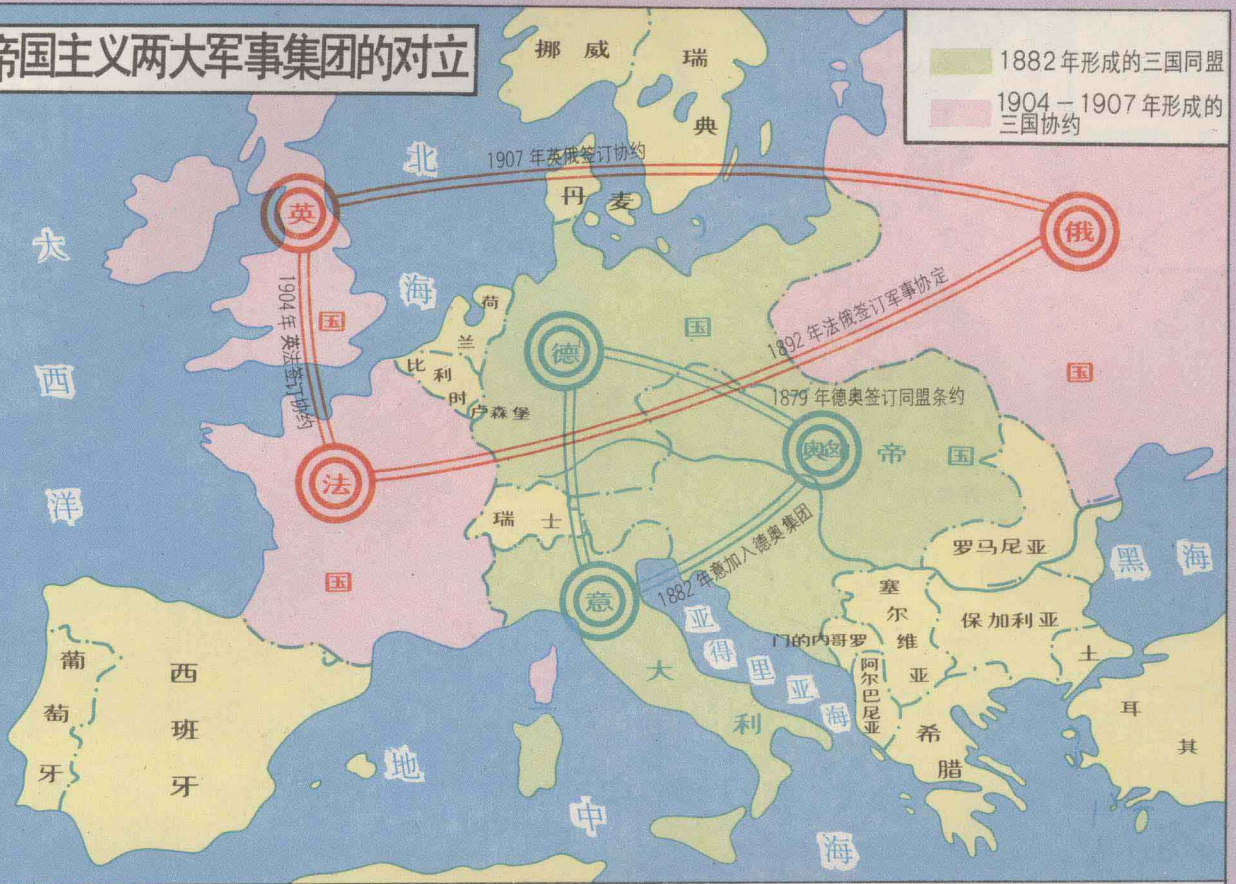 帝国主义两大军事集团的对立
1882年形成的三国同盟
1904－1907年形成的
三国协约
挪威
瑞典
北海
1907年英俄签订协约
丹麦
英国
俄国
大西洋
1904年英法签订协约
荷兰
比利时
卢森堡
德国
1892年法俄签订军事协定
1879年德奥签订同盟条约
奥匈帝国
法国
瑞士
1882年意加入德奥集团
意大利
罗马尼亚
黑海
塞尔维亚
保加利亚
门的内哥罗
阿尔巴尼亚
亚得里亚海
土耳其
希腊
葡萄牙
西班牙
地中海